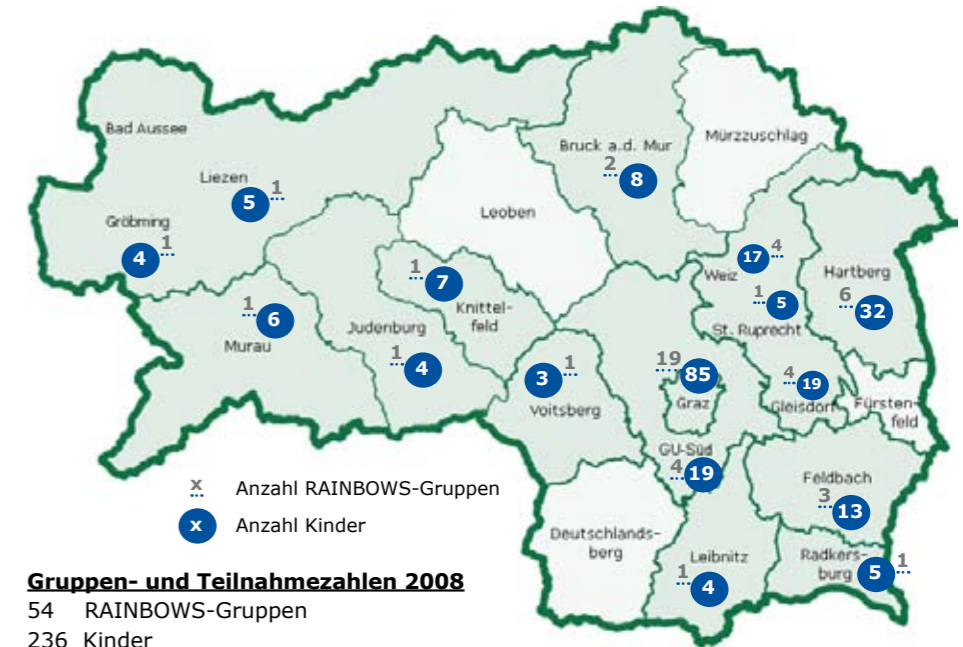 Bad Aussee
Mürzzuschlag
Bruck a.d. Mur
2
8
Liezen
1
5
Leoben
Gröbming
1
4
4
17
Weiz
Hartberg
6
32
1
7
Knittel-
feld
1
5
St. Ruprecht
1
6
Murau
Judenburg
1
4
1
3
Voitsberg
19
85
Graz
4
19
Gleisdorf
Fürsten-
feld
GU-Süd
4
19
Feldbach
3
13
x Anzahl RAINBOWS-Gruppen
x Anzahl Kinder
Deutschlands-
berg
Leibnitz
1
4
Radkers-
burg
5
1
Gruppen- und Teilnahmezahlen 2008
54 RAINBOWS-Gruppen
236 Kinder